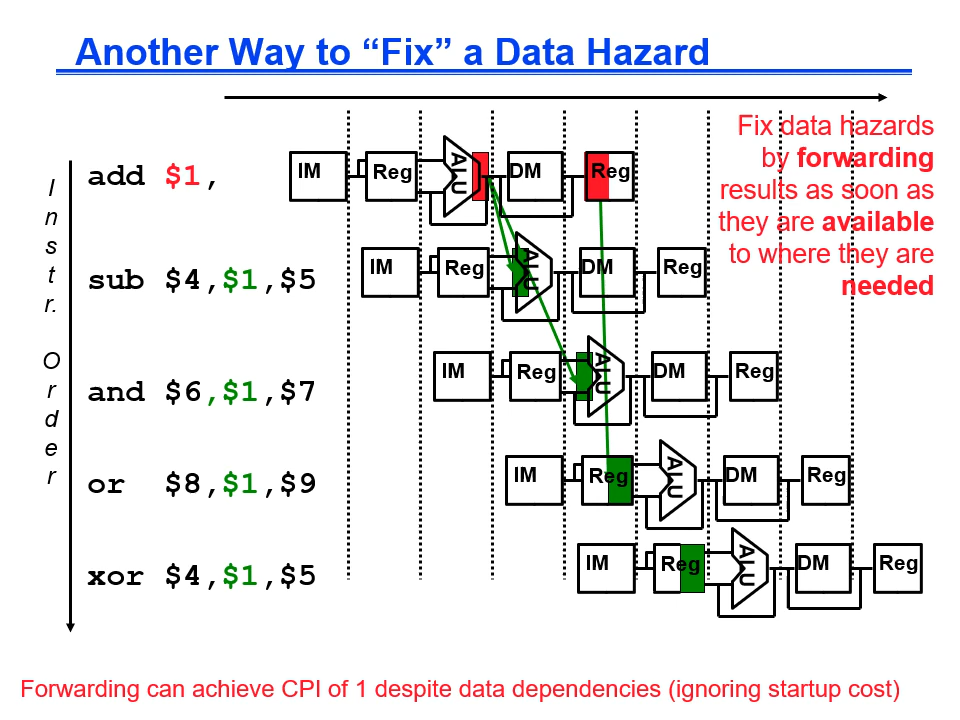 Another Way to “Fix” a Data Hazard
Fix data hazards
by forwarding
results as soon as
they are available
to where they are
needed
I
n
s
t
r.
O
r
d
e
r
add $1,
IM Reg ALU DM Reg
sub $4,$1,$5
IM Reg ALU DM Reg
and $6,$1,$7
IM Reg ALU DM Reg
or $8,$1,$9
IM Reg ALU DM Reg
xor $4,$1,$5
IM Reg ALU DM Reg
Forwarding can achieve CPI of 1 despite data dependencies (ignoring startup cost)